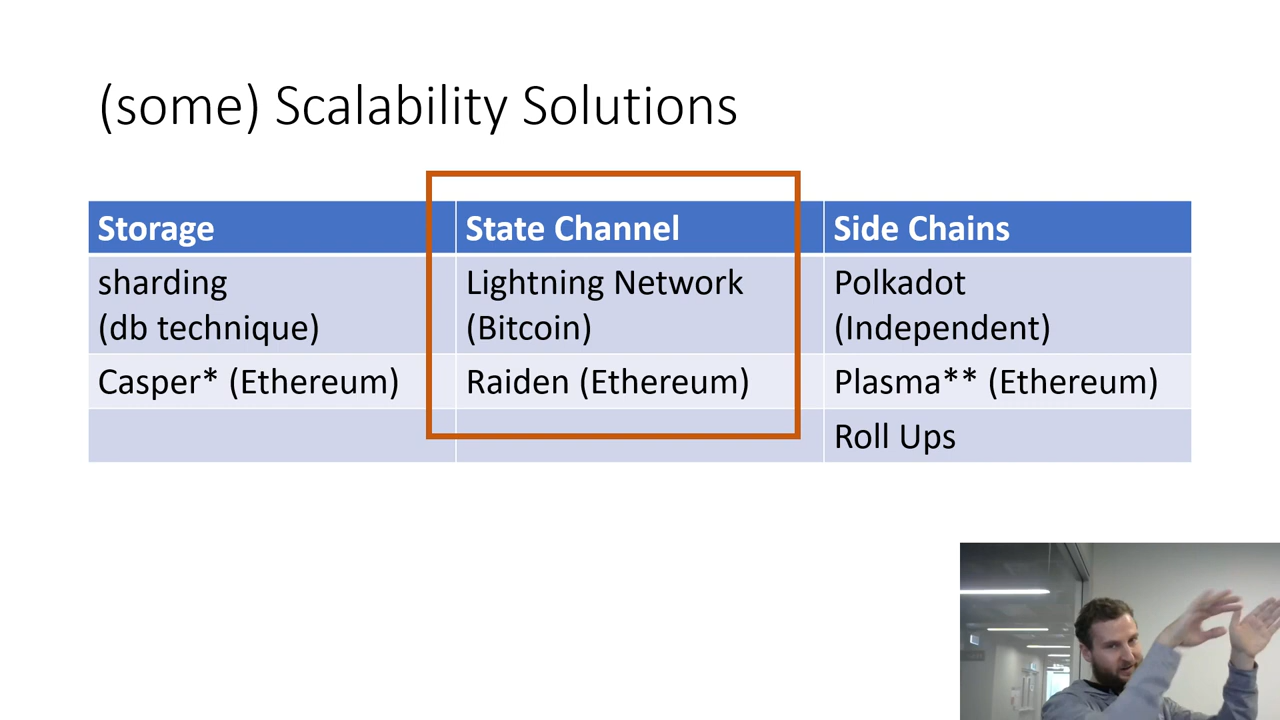 (some) Scalability Solutions
Storage
State Channel
Side Chains
sharding
(db technique)
Lightning Network
(Bitcoin)
Polkadot
(Independent)
Casper* (Ethereum)
Raiden (Ethereum)
Plasma** (Ethereum)
Roll Ups